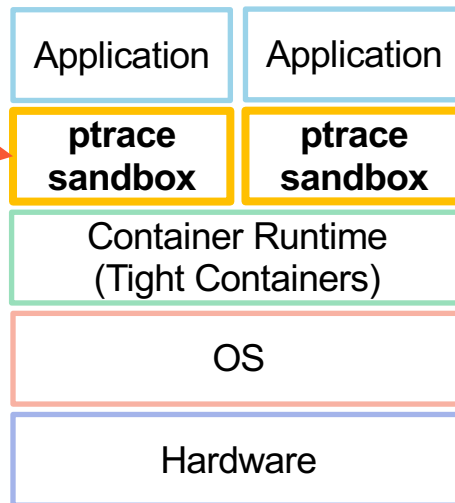 Application Application
ptrace ptrace
sandbox sandbox
Container Runtime
(Tight Containers)
OS
Hardware